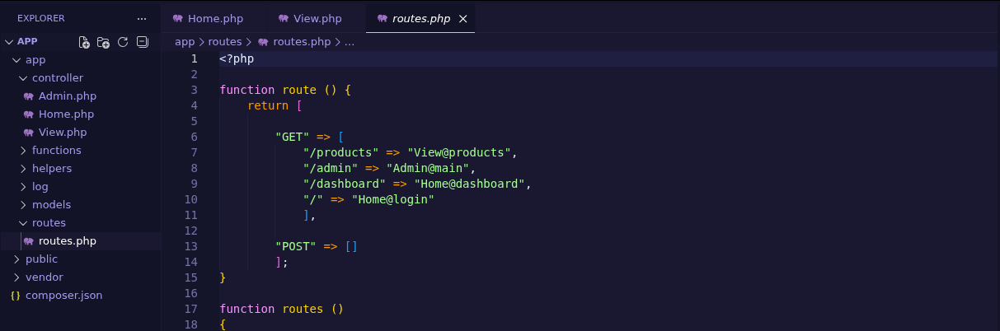 EXPLORER ...
Home.php View.php routes.php
APP
app > routes > routes.php > ...
app
controller
Admin.php
Home.php
View.php
functions
helpers
log
models
routes
routes.php
public
vendor
{} composer.json
1 <?php
2
3 function route () {
4     return [
5
6         "GET" => [
7             "/products" => "View@products",
8             "/admin" => "Admin@main",
9             "/dashboard" => "Home@dashboard",
10             "/" => "Home@login"
11             ],
12
13         "POST" => []
14         ];
15 }
16
17 function routes ()
18 {